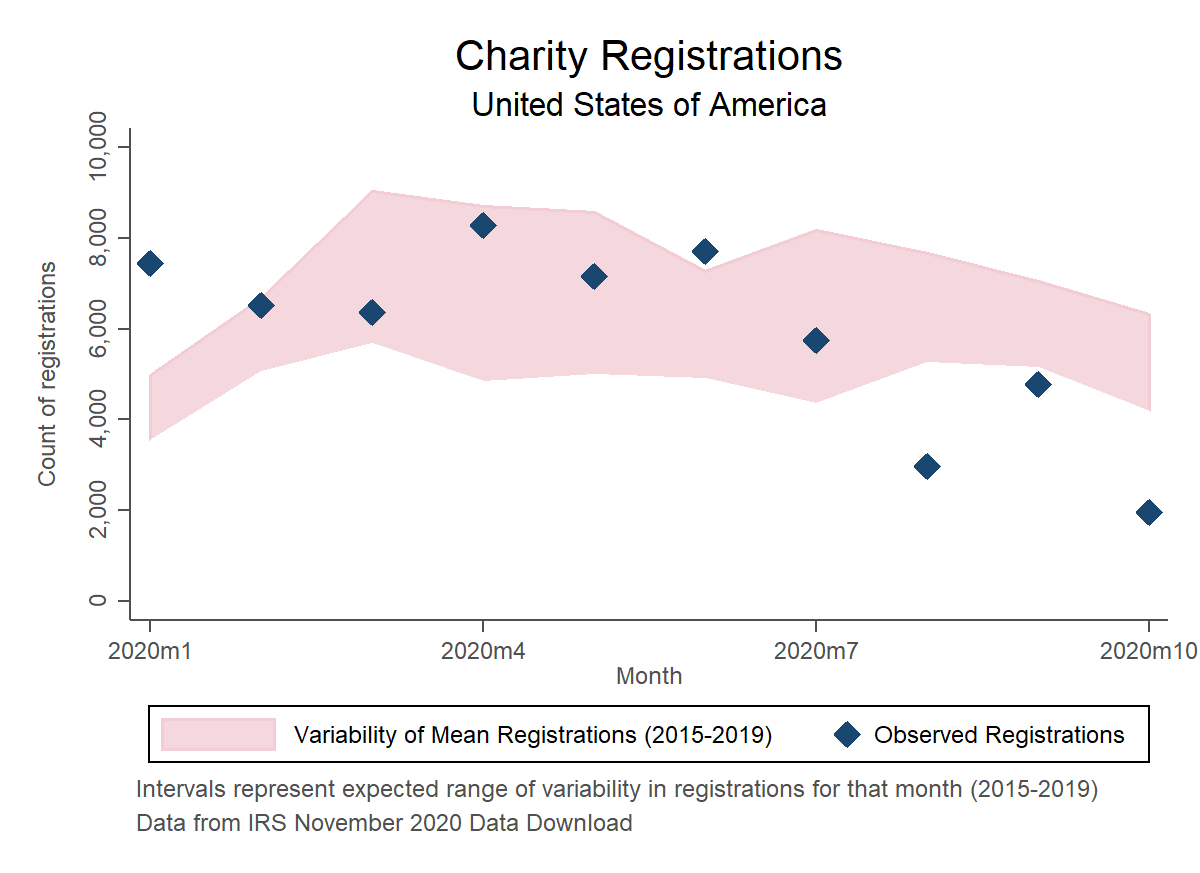 Charity Registrations
United States of America
Count of registrations
10,000
8,000
6,000
4,000
2,000
0
2020m1 2020m4 2020m7 2020m10
Month
Variability of Mean Registrations (2015-2019) Observed Registrations
Intervals represent expected range of variability in registrations for that month (2015-2019)
Data from IRS November 2020 Data Download